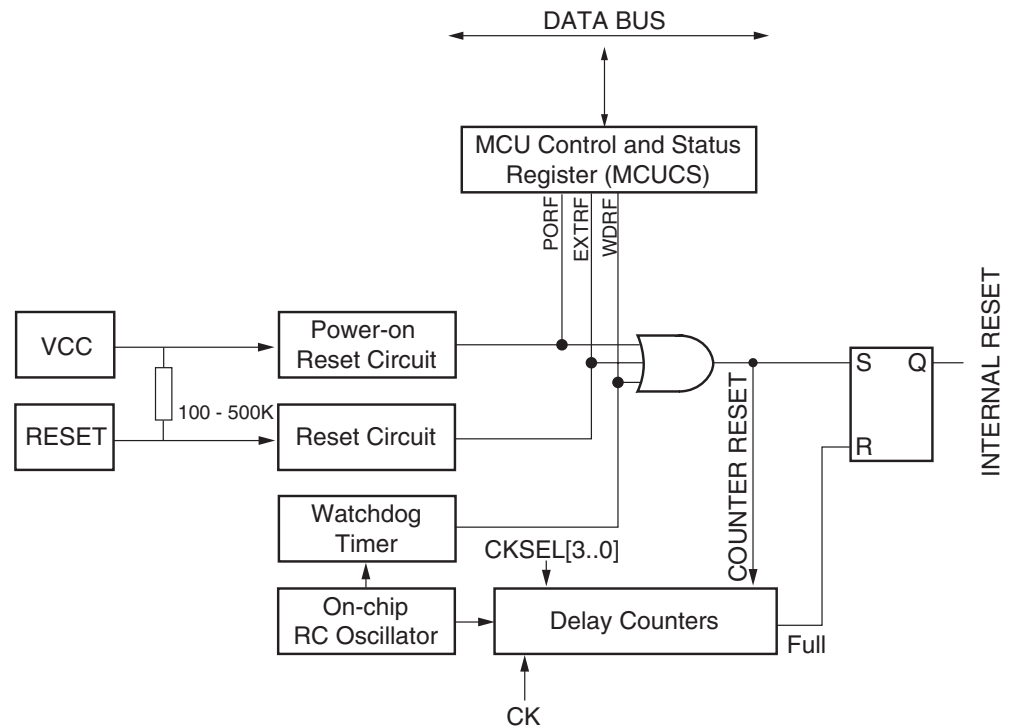 DATA BUS
MCU Control and Status
Register (MCUCS)
PORF
EXTRF
WDRF
VCC
Power-on
Reset Circuit
100 - 500K
RESET
Reset Circuit
Watchdog
Timer
On-chip
RC Oscillator
CKSEL[3..0]
Delay Counters
CK
COUNTER RESET
Full
S
Q
R
INTERNAL RESET